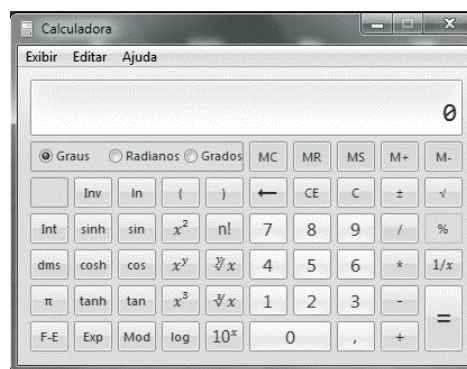 Calculadora
Exibir Editar Ajuda
0
Graus Radianos Grados MC MR MS M+ M-
Inv ln ( ) ← CE C ± √
Int sinh sin x² n! 7 8 9 / %
dms cosh cos xʸ ʸ√x 4 5 6 * 1/x
π tanh tan x³ ³√x 1 2 3 - =
F-E Exp Mod log 10ˣ 0 , +